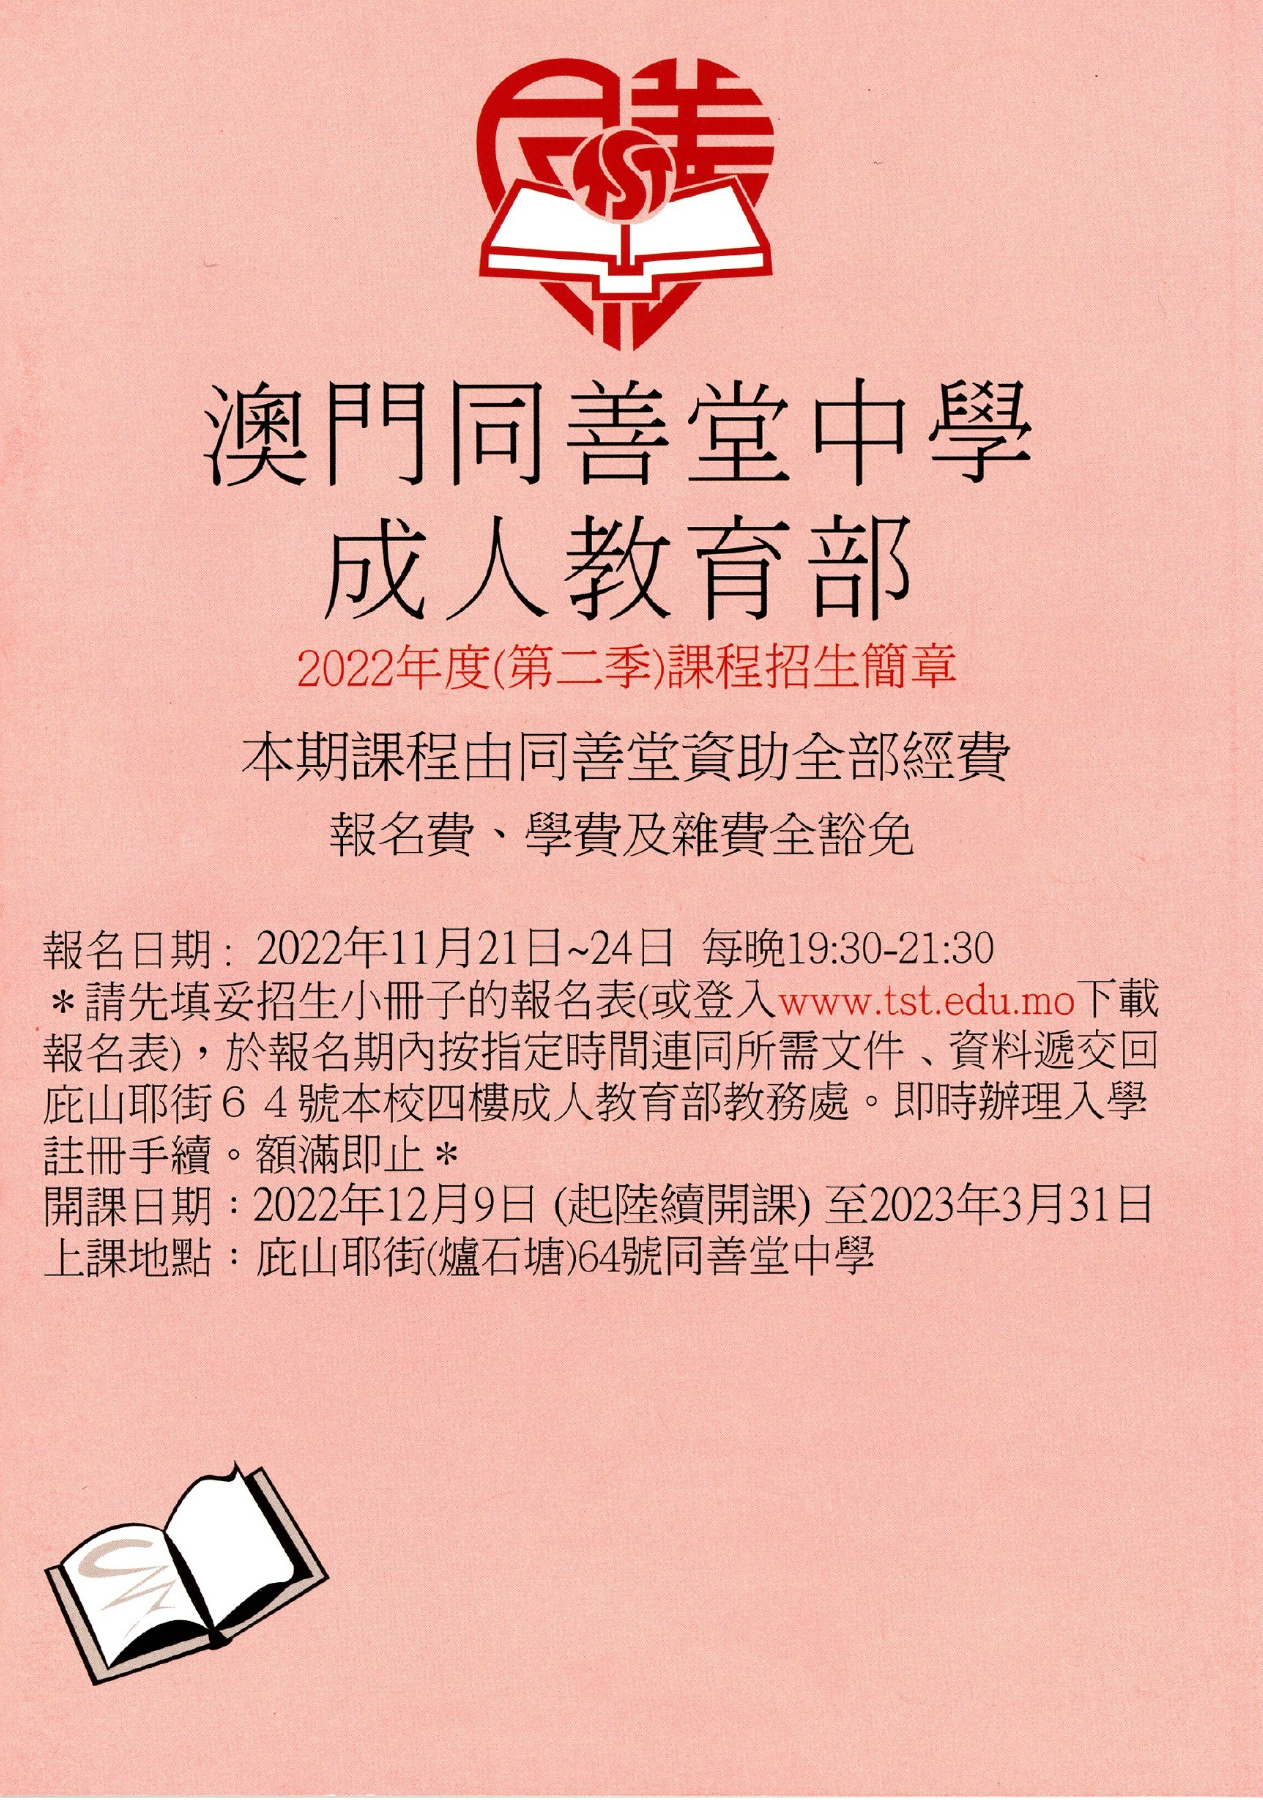 同善
TST
澳門同善堂中學
成人教育部
2022年度(第二季)課程招生簡章
本期課程由同善堂資助全部經費
報名費、學費及雜費全豁免
報名日期: 2022年11月21日~24日 每晚19:30-21:30
＊請先填妥招生小冊子的報名表(或登入www.tst.edu.mo下載
報名表)，於報名期內按指定時間連同所需文件、資料遞交回
庇山耶街６４號本校四樓成人教育部教務處。即時辦理入學
註冊手續。額滿即止＊
開課日期：2022年12月9日 (起陸續開課) 至2023年3月31日
上課地點：庇山耶街(爐石塘)64號同善堂中學